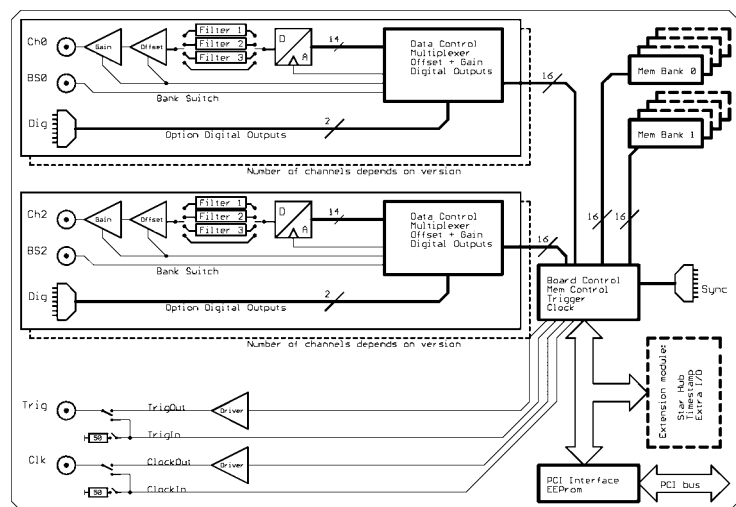 Ch0
Gain
Offset
Filter 1
Filter 2
Filter 3
D
A
14
Data Control
Multiplexer
Offset + Gain
Digital Outputs
16
BS0
Bank Switch
Dig
Option Digital Outputs
2
Number of channels depends on version
Mem Bank 0
Mem Bank 1
16
16
Ch2
Gain
Offset
Filter 1
Filter 2
Filter 3
D
A
14
Data Control
Multiplexer
Offset + Gain
Digital Outputs
16
BS2
Bank Switch
Dig
Option Digital Outputs
2
Number of channels depends on version
Board Control
Mem Control
Trigger
Clock
Sync
Extension module:
Star Hub
Timestamp
Extra I/O
Trig
TrigOut
Driver
50
TrigIn
Clk
ClockOut
Driver
50
ClockIn
PCI Interface
EEProm
PCI bus